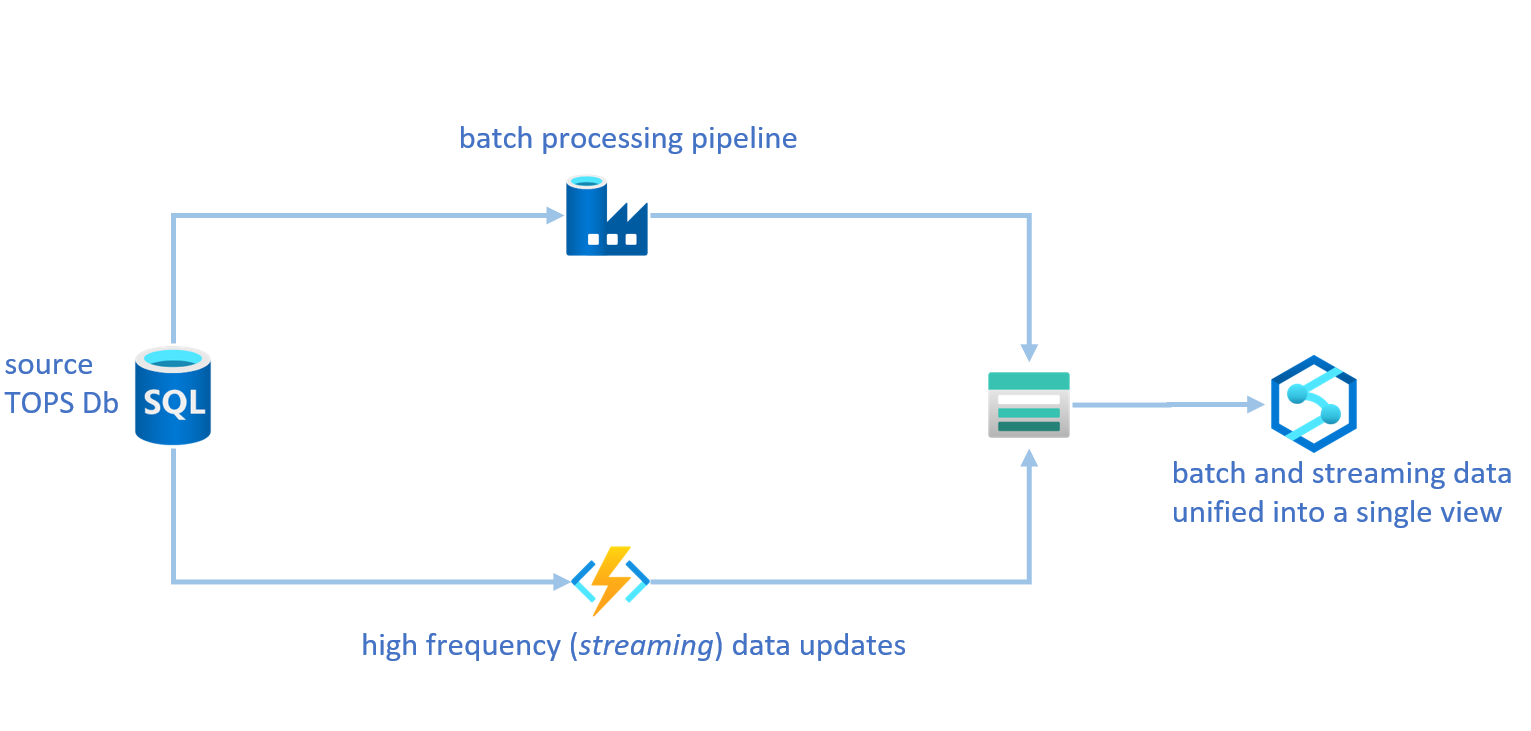 batch processing pipeline
source
TOPS Db
SQL
batch and streaming data
unified into a single view
high frequency (streaming) data updates